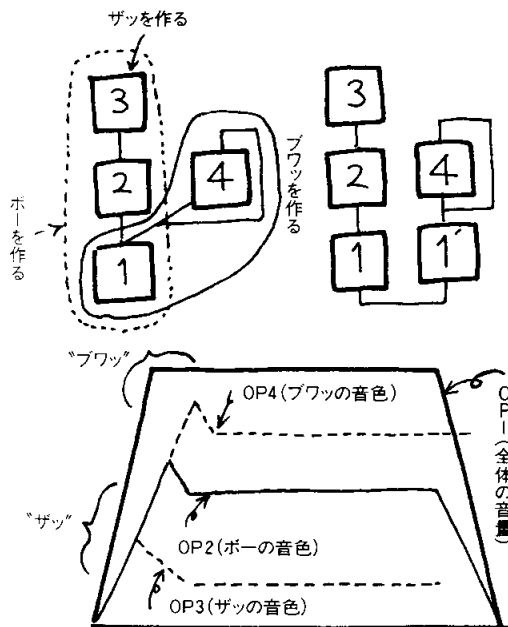 ザッを作る
3
2
1
4
ボーを作る
ブワッを作る
3
2
1
4
1'
"ブワッ"
OP4(ブワッの音色)
OP1(全体の音量)
"ザッ"
OP2(ボーの音色)
OP3(ザッの音色)